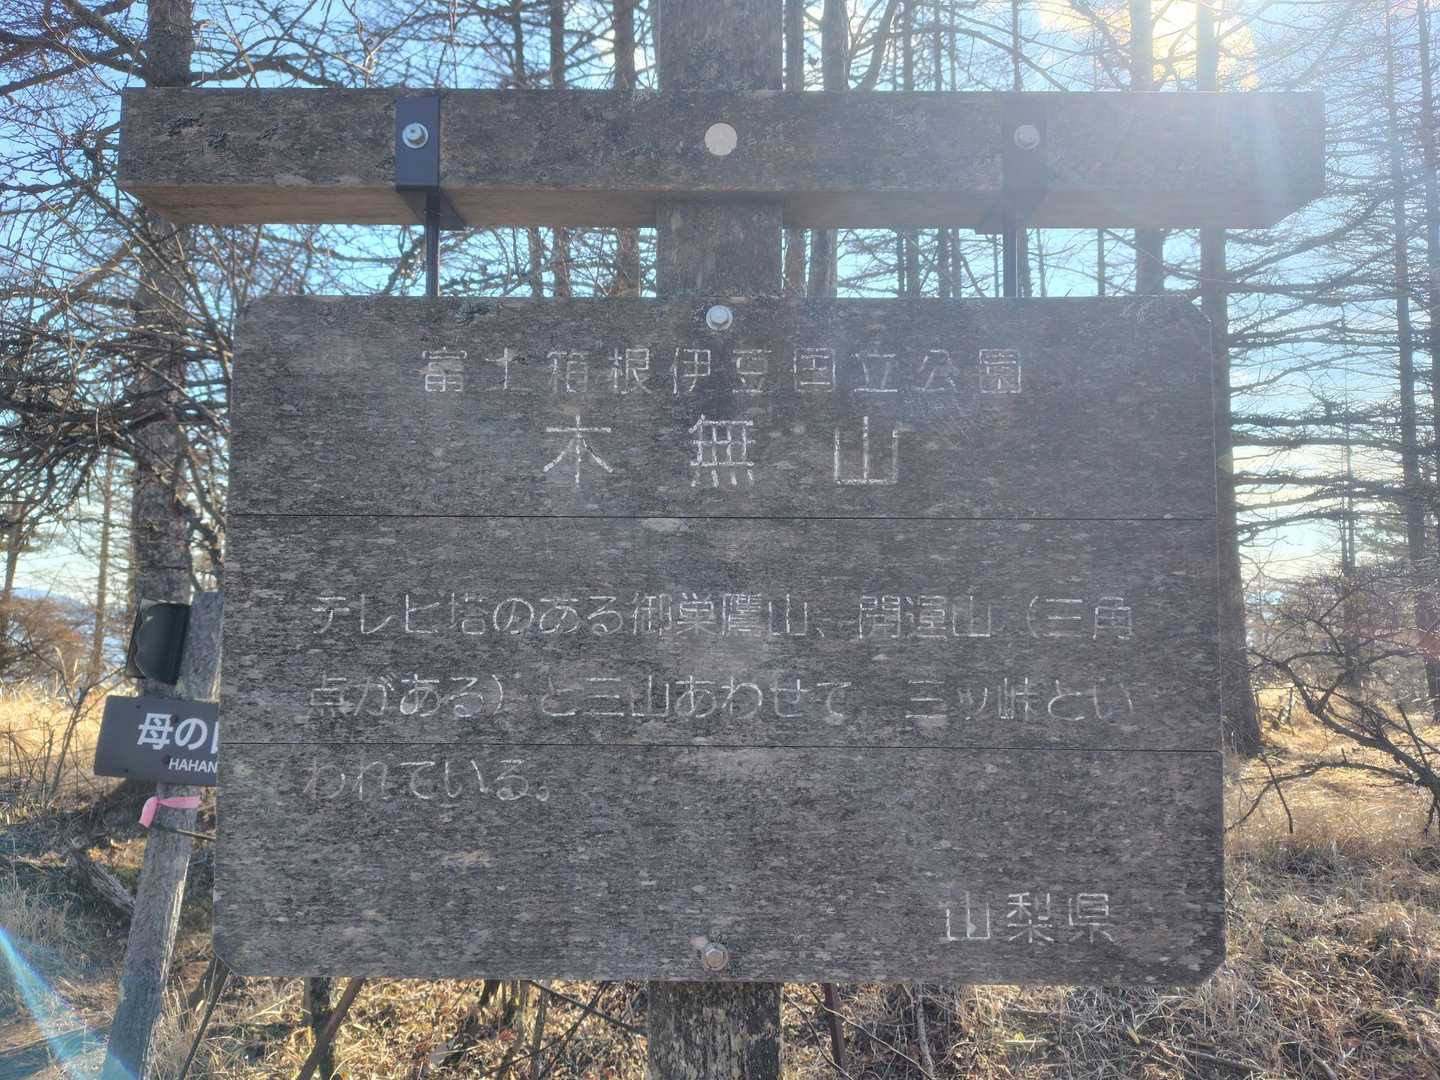 富士箱根伊豆国立公園
木無山
テレビ塔のある御巣鷹山、開運山（三角
点がある）と三山あわせて、三ッ峠とい
われている。
山梨県
母の
HAHAN